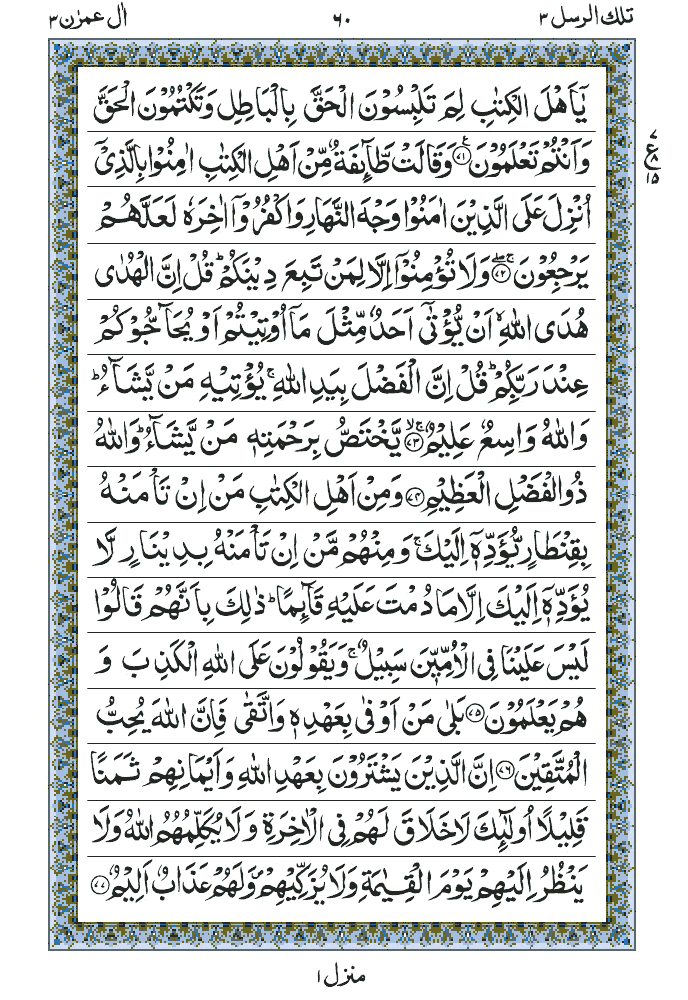 تلك الرسل ٣ ٦٠ اٰل عمرٰن ٣
يٰۤاَهْلَ الْكِتٰبِ لِمَ تَلْبِسُوْنَ الْحَقَّ بِالْبَاطِلِ وَتَكْتُمُوْنَ الْحَقَّ
وَاَنْتُمْ تَعْلَمُوْنَ ﴿٧١﴾ وَقَالَتْ طَّآئِفَةٌ مِّنْ اَهْلِ الْكِتٰبِ اٰمِنُوْا بِالَّذِيْۤ
ع ٧ ٨ ١٥
اُنْزِلَ عَلَى الَّذِيْنَ اٰمَنُوْا وَجْهَ النَّهَارِ وَاكْفُرُوْۤا اٰخِرَهٗ لَعَلَّهُمْ
يَرْجِعُوْنَ ﴿٧٢﴾ وَلَا تُؤْمِنُوْۤا اِلَّا لِمَنْ تَبِعَ دِيْنَكُمْ ؕ قُلْ اِنَّ الْهُدٰى
هُدَى اللّٰهِ ۙ اَنْ يُّؤْتٰۤى اَحَدٌ مِّثْلَ مَاۤ اُوْتِيْتُمْ اَوْ يُحَآجُّوْكُمْ
عِنْدَ رَبِّكُمْ ؕ قُلْ اِنَّ الْفَضْلَ بِيَدِ اللّٰهِ ۚ يُؤْتِيْهِ مَنْ يَّشَآءُ ؕ
وَاللّٰهُ وَاسِعٌ عَلِيْمٌ ﴿٧٣﴾ يَّخْتَصُّ بِرَحْمَتِهٖ مَنْ يَّشَآءُ ؕ وَاللّٰهُ
ذُوالْفَضْلِ الْعَظِيْمِ ﴿٧٤﴾ وَمِنْ اَهْلِ الْكِتٰبِ مَنْ اِنْ تَاْمَنْهُ
بِقِنْطَارٍ يُّؤَدِّهٖۤ اِلَيْكَ ۚ وَمِنْهُمْ مَّنْ اِنْ تَاْمَنْهُ بِدِيْنَارٍ لَّا
يُؤَدِّهٖۤ اِلَيْكَ اِلَّا مَا دُمْتَ عَلَيْهِ قَآئِمًا ؕ ذٰلِكَ بِاَنَّهُمْ قَالُوْا
لَيْسَ عَلَيْنَا فِى الْاُمِّيّٖنَ سَبِيْلٌ ۚ وَيَقُوْلُوْنَ عَلَى اللّٰهِ الْكَذِبَ وَ
هُمْ يَعْلَمُوْنَ ﴿٧٥﴾ بَلٰى مَنْ اَوْفٰى بِعَهْدِهٖ وَاتَّقٰى فَاِنَّ اللّٰهَ يُحِبُّ
الْمُتَّقِيْنَ ﴿٧٦﴾ اِنَّ الَّذِيْنَ يَشْتَرُوْنَ بِعَهْدِ اللّٰهِ وَاَيْمَانِهِمْ ثَمَنًا
قَلِيْلًا اُولٰٓئِكَ لَا خَلَاقَ لَهُمْ فِى الْاٰخِرَةِ وَلَا يُكَلِّمُهُمُ اللّٰهُ وَلَا
يَنْظُرُ اِلَيْهِمْ يَوْمَ الْقِيٰمَةِ وَلَا يُزَكِّيْهِمْ ۪ وَلَهُمْ عَذَابٌ اَلِيْمٌ ﴿٧٧﴾
منزل ١